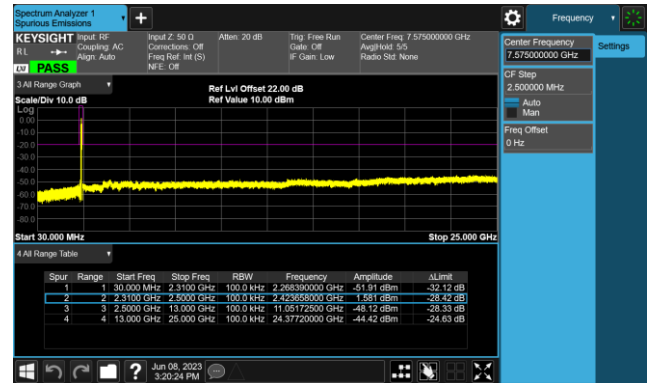 Spectrum Analyzer 1
Spurious Emissions
Frequency
KEYSIGHT
RL
Input: RF
Coupling: AC
Align: Auto
Input Z: 50 Ω
Corrections: Off
Freq Ref: Int (S)
NFE: Off
Atten: 20 dB
Trig: Free Run
Gate: Off
IF Gain: Low
Center Freq: 7.575000000 GHz
Avg|Hold: 5/5
Radio Std: None
LXI
PASS
3 All Range Graph
Scale/Div 10.0 dB
Ref Lvl Offset 22.00 dB
Ref Value 10.00 dBm
Log
0.00
-10.0
-20.0
-30.0
-40.0
-50.0
-60.0
-70.0
-80.0
Start 30.000 MHz
Stop 25.000 GHz
4 All Range Table
Spur Range Start Freq Stop Freq RBW Frequency Amplitude ΔLimit
1 1 30.000 MHz 2.3100 GHz 100.0 kHz 2.268390000 GHz -51.91 dBm -32.12 dB
2 2 2.3100 GHz 2.5000 GHz 100.0 kHz 2.423658000 GHz 1.581 dBm -28.42 dB
3 3 2.5000 GHz 13.000 GHz 100.0 kHz 11.05172500 GHz -48.12 dBm -28.33 dB
4 4 13.000 GHz 25.000 GHz 100.0 kHz 24.37720000 GHz -44.42 dBm -24.63 dB
Center Frequency
7.575000000 GHz
Settings
CF Step
2.500000 MHz
Auto
Man
Freq Offset
0 Hz
Jun 08, 2023
3:20:24 PM